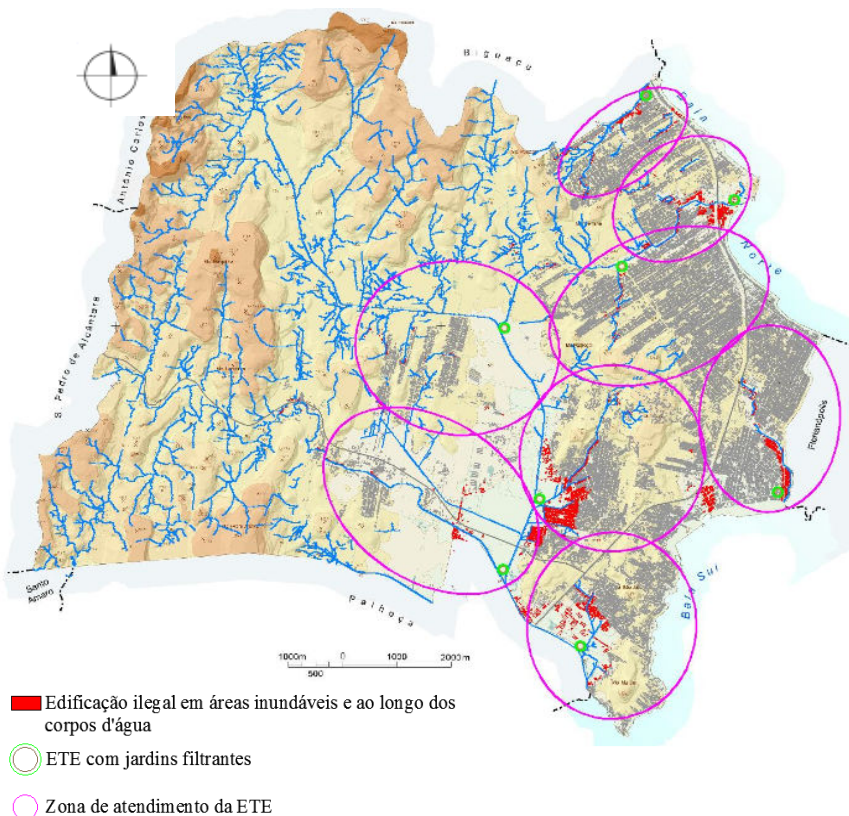 Biguaçu
Baía
Norte
Antônio Carlos
S. Pedro de Alcântara
Florianópolis
Baía Sul
Santo
Amaro
Palhoça
1000m 0 1000 2000m
500
Edificação ilegal em áreas inundáveis e ao longo dos
corpos d'água
ETE com jardins filtrantes
Zona de atendimento da ETE